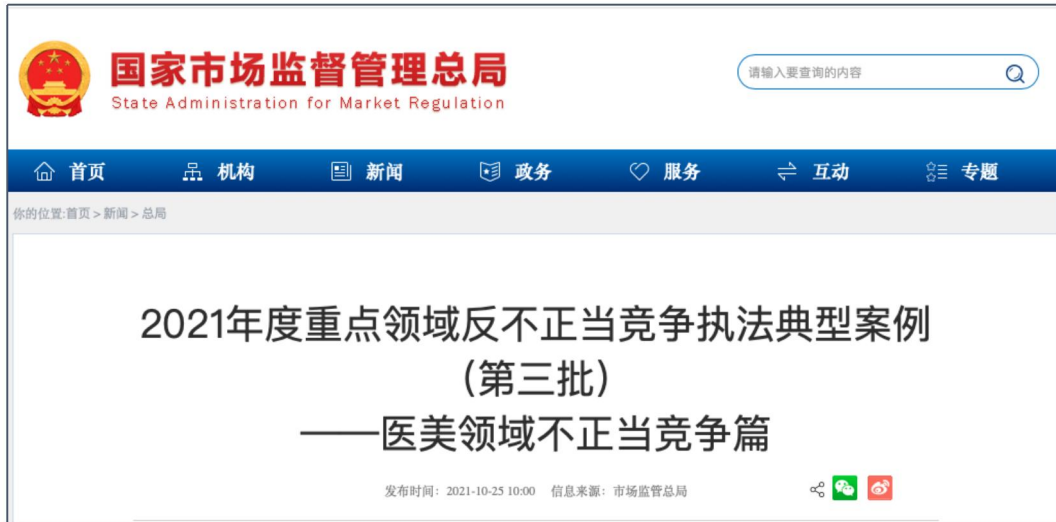 国家市场监督管理总局
State Administration for Market Regulation
请输入要查询的内容
首页 机构 新闻 政务 服务 互动 专题
你的位置:首页 > 新闻 > 总局
2021年度重点领域反不正当竞争执法典型案例
（第三批）
——医美领域不正当竞争篇
发布时间：2021-10-25 10:00 信息来源：市场监管总局